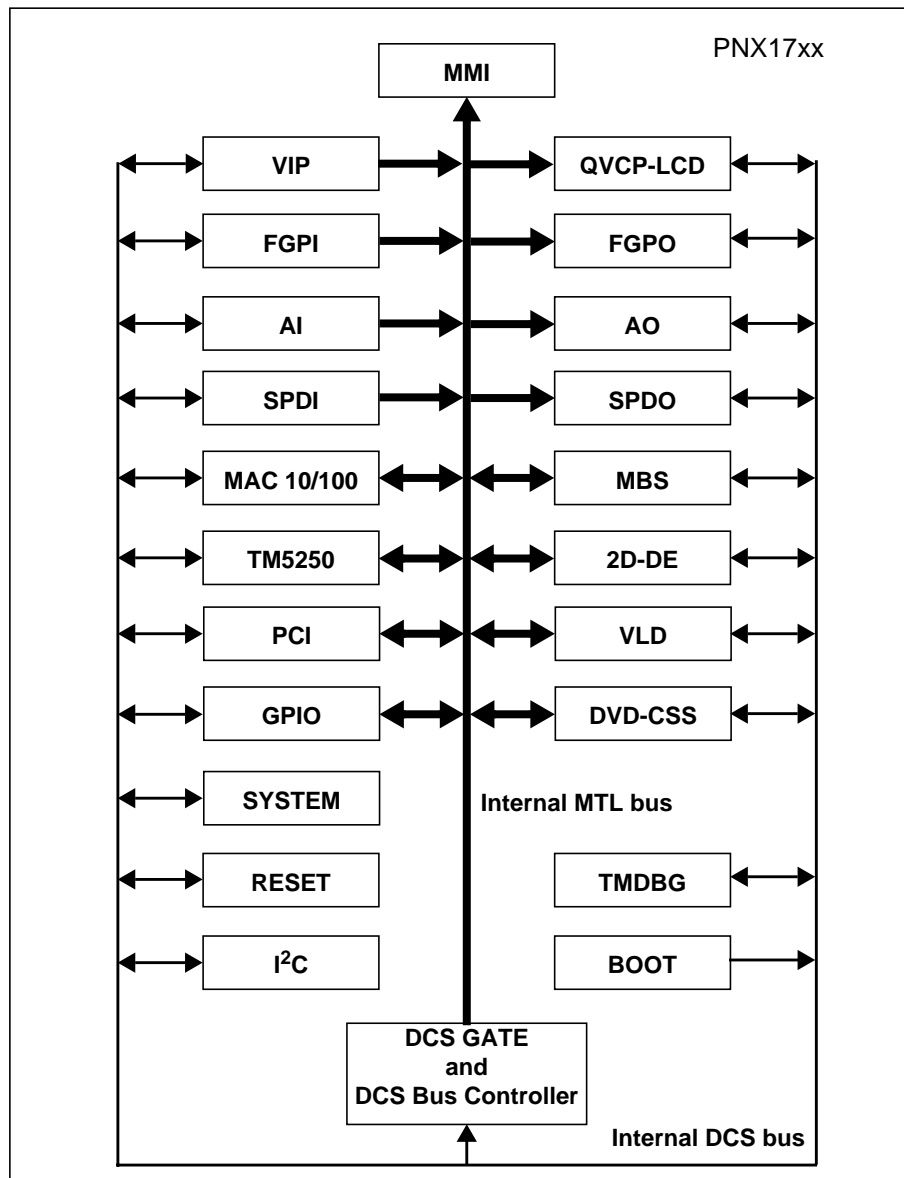 PNX17xx
MMI
VIP
QVCP-LCD
FGPI
FGPO
AI
AO
SPDI
SPDO
MAC 10/100
MBS
TM5250
2D-DE
PCI
VLD
GPIO
DVD-CSS
SYSTEM
Internal MTL bus
RESET
TMDBG
I²C
BOOT
DCS GATE
and
DCS Bus Controller
Internal DCS bus